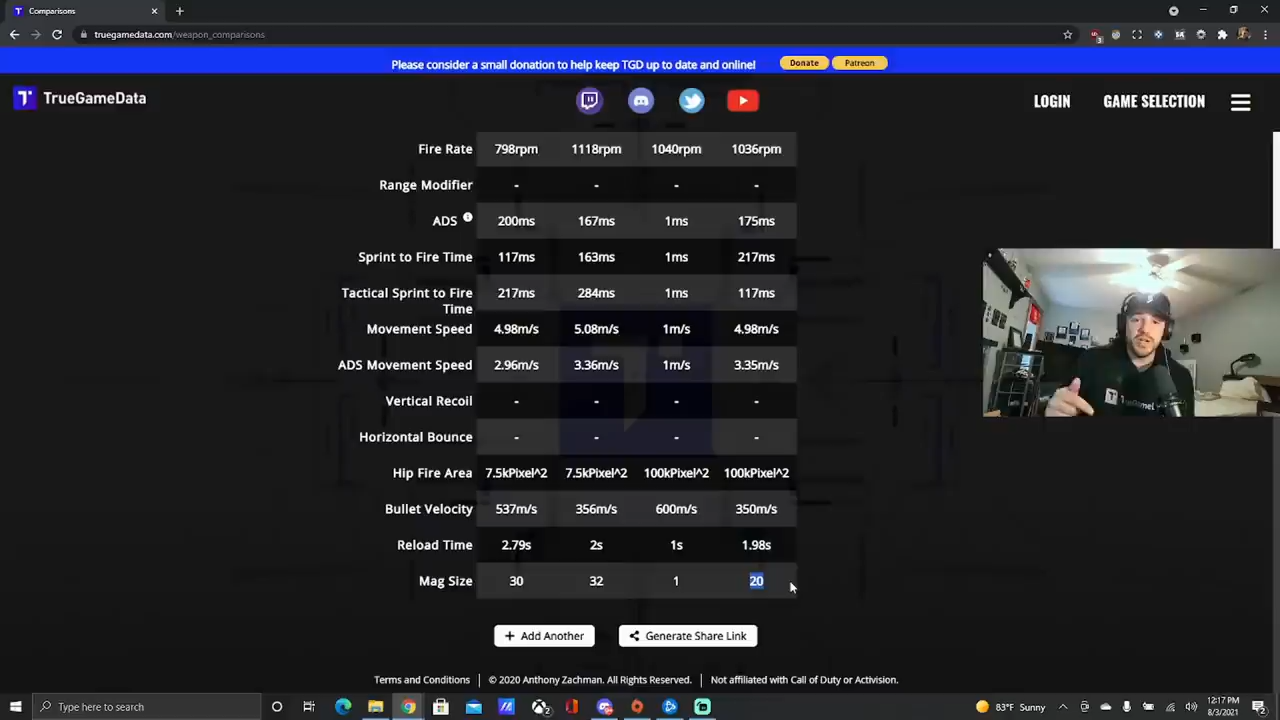 Comparisons
truegamedata.com/weapon_comparisons
Please consider a small donation to help keep TGD up to date and online!
Donate
Patreon
TrueGameData
LOGIN
GAME SELECTION
Fire Rate 798rpm 1118rpm 1040rpm 1036rpm
Range Modifier - - - -
ADS 200ms 167ms 1ms 175ms
Sprint to Fire Time 117ms 163ms 1ms 217ms
Tactical Sprint to Fire
Time 217ms 284ms 1ms 117ms
Movement Speed 4.98m/s 5.08m/s 1m/s 4.98m/s
ADS Movement Speed 2.96m/s 3.36m/s 1m/s 3.35m/s
Vertical Recoil - - - -
Horizontal Bounce - - - -
Hip Fire Area 7.5kPixel^2 7.5kPixel^2 100kPixel^2 100kPixel^2
Bullet Velocity 537m/s 356m/s 600m/s 350m/s
Reload Time 2.79s 2s 1s 1.98s
Mag Size 30 32 1 20
+ Add Another
Generate Share Link
Terms and Conditions | © 2020 Anthony Zachman. All Rights Reserved. | Not affiliated with Call of Duty or Activision.
Type here to search
83°F Sunny
12:17 PM
8/3/2021